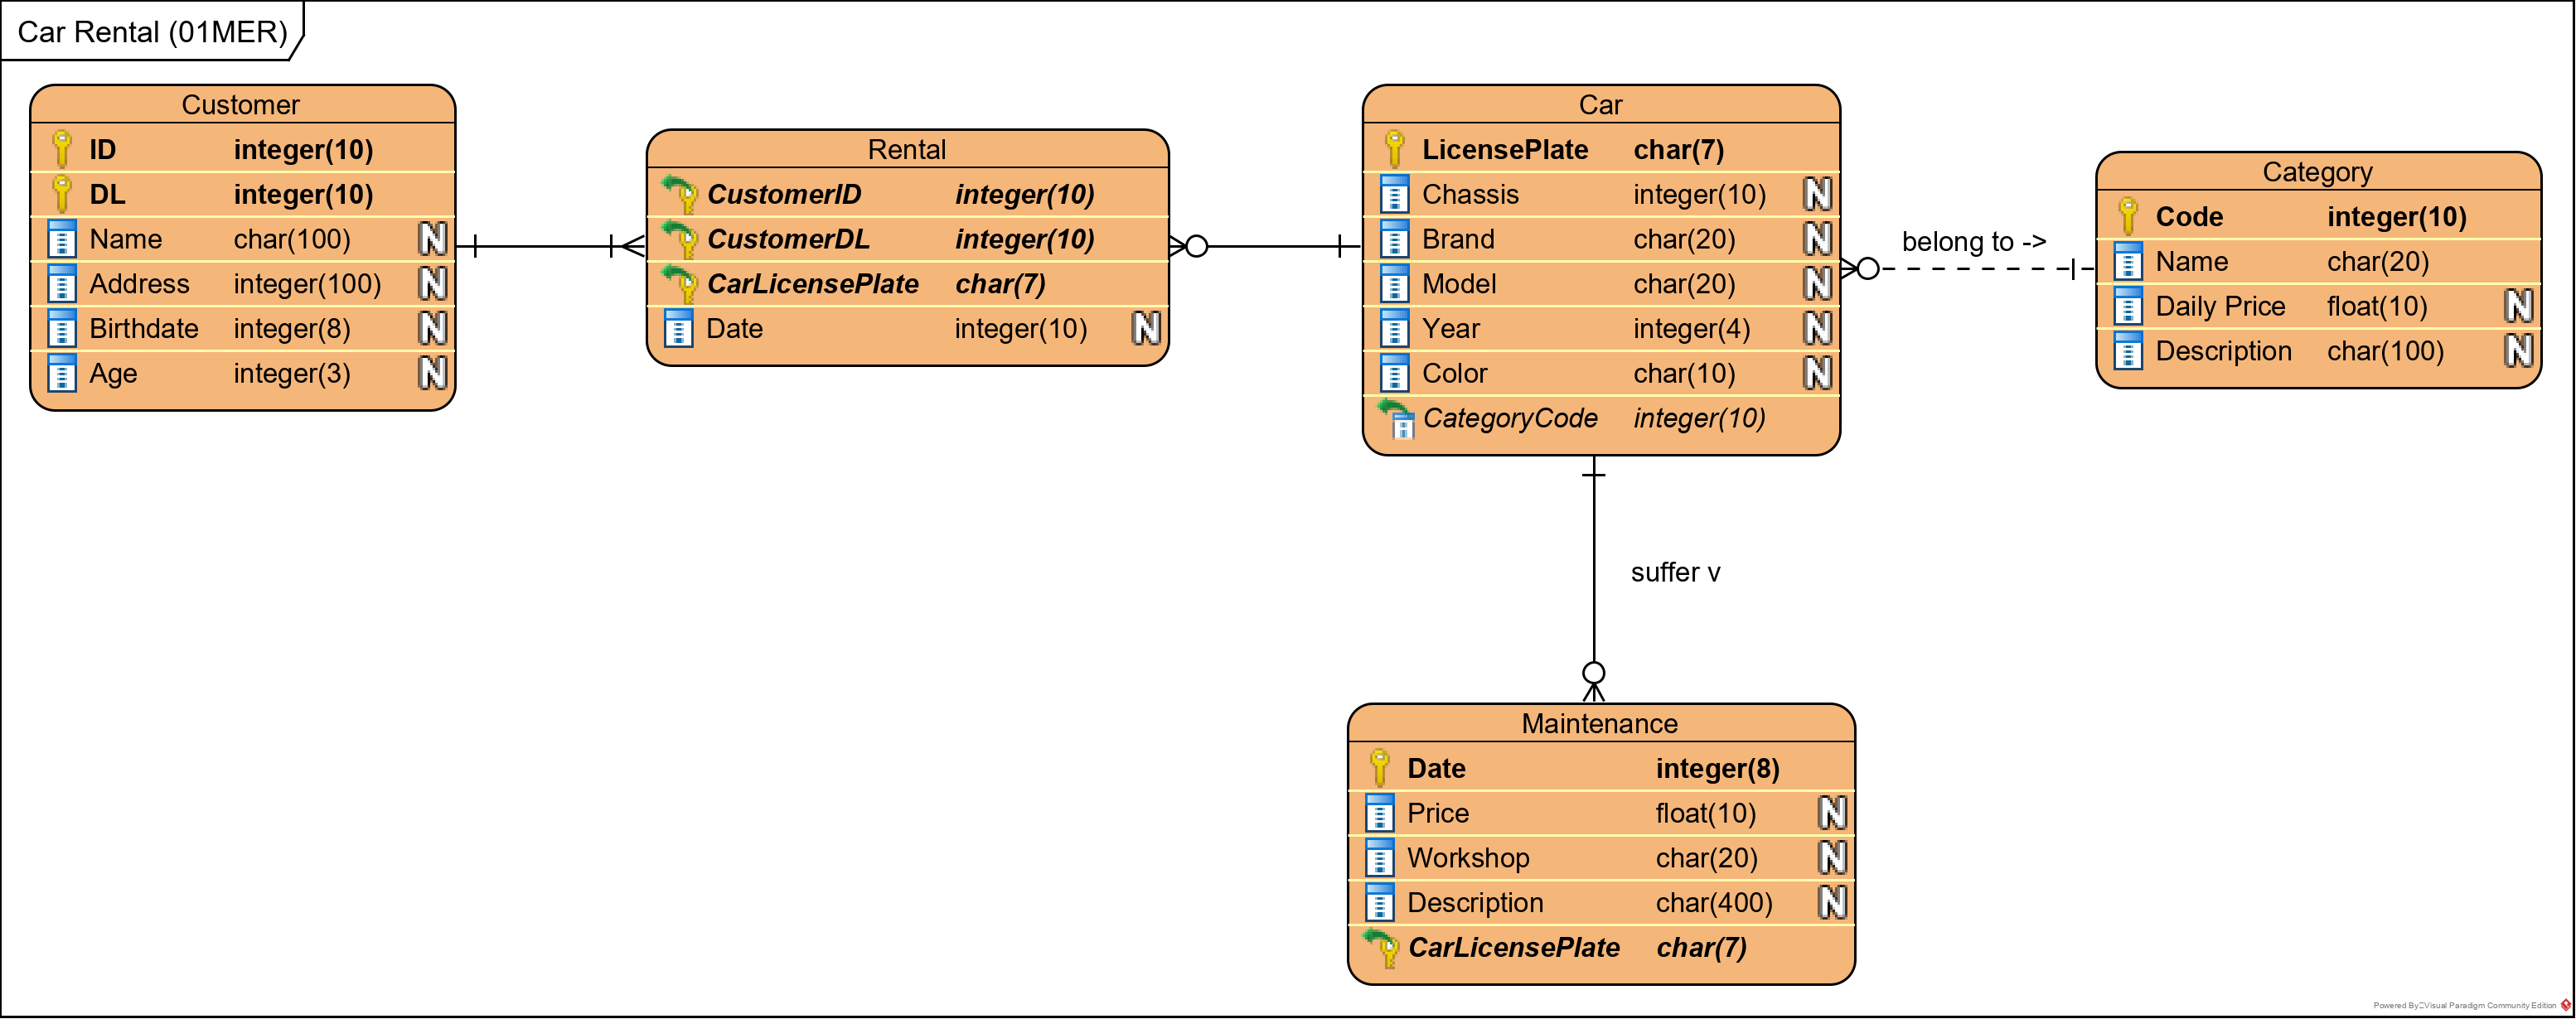 Car Rental (01MER)
Customer
ID integer(10)
DL integer(10)
Name char(100) N
Address integer(100) N
Birthdate integer(8) N
Age integer(3) N
Rental
CustomerID integer(10)
CustomerDL integer(10)
CarLicensePlate char(7)
Date integer(10) N
Car
LicensePlate char(7)
Chassis integer(10) N
Brand char(20) N
Model char(20) N
Year integer(4) N
Color char(10) N
CategoryCode integer(10)
belong to ->
Category
Code integer(10)
Name char(20)
Daily Price float(10) N
Description char(100) N
suffer v
Maintenance
Date integer(8)
Price float(10) N
Workshop char(20) N
Description char(400) N
CarLicensePlate char(7)
Powered By Visual Paradigm Community Edition